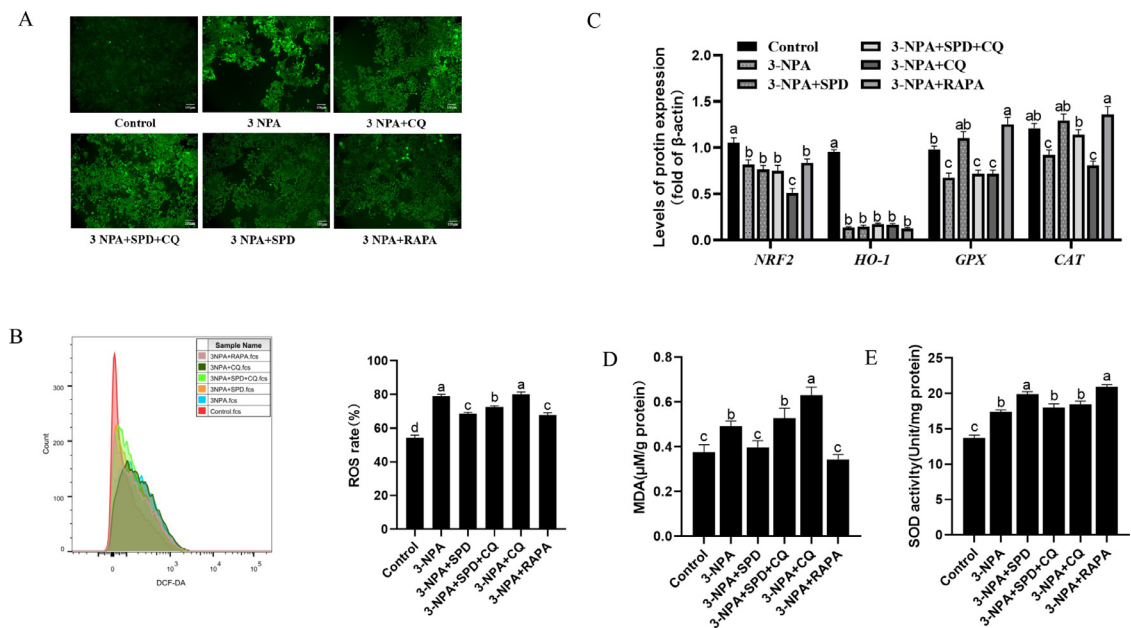 A
Control
3 NPA
3 NPA+CQ
3 NPA+SPD+CQ
3 NPA+SPD
3 NPA+RAPA
C
Control
3-NPA
3-NPA+SPD
3-NPA+SPD+CQ
3-NPA+CQ
3-NPA+RAPA
Levels of protin expression
(fold of β-actin)
2.0
1.5
1.0
0.5
0.0
a b b b c b
a b b b b b
a c ab c c a
ab c ab b c a
NRF2 HO-1 GPX CAT
B
Sample Name
3NPA+RAPA.fcs
3NPA+CQ.fcs
3NPA+SPD+CQ.fcs
3NPA+SPD.fcs
3NPA.fcs
Control.fcs
Count
300
200
100
0
0 10³ 10⁴ 10⁵
DCF-DA
ROS rate(%)
100
80
60
40
20
0
d a c b a c
Control
3-NPA
3-NPA+SPD
3-NPA+SPD+CQ
3-NPA+CQ
3-NPA+RAPA
D
MDA(μM/g protein)
0.8
0.6
0.4
0.2
0.0
c b c b a c
Control
3-NPA
3-NPA+SPD
3-NPA+SPD+CQ
3-NPA+CQ
3-NPA+RAPA
E
SOD activity(Unit/mg protein)
25
20
15
10
5
0
c b a b b a
Control
3-NPA
3-NPA+SPD
3-NPA+SPD+CQ
3-NPA+CQ
3-NPA+RAPA